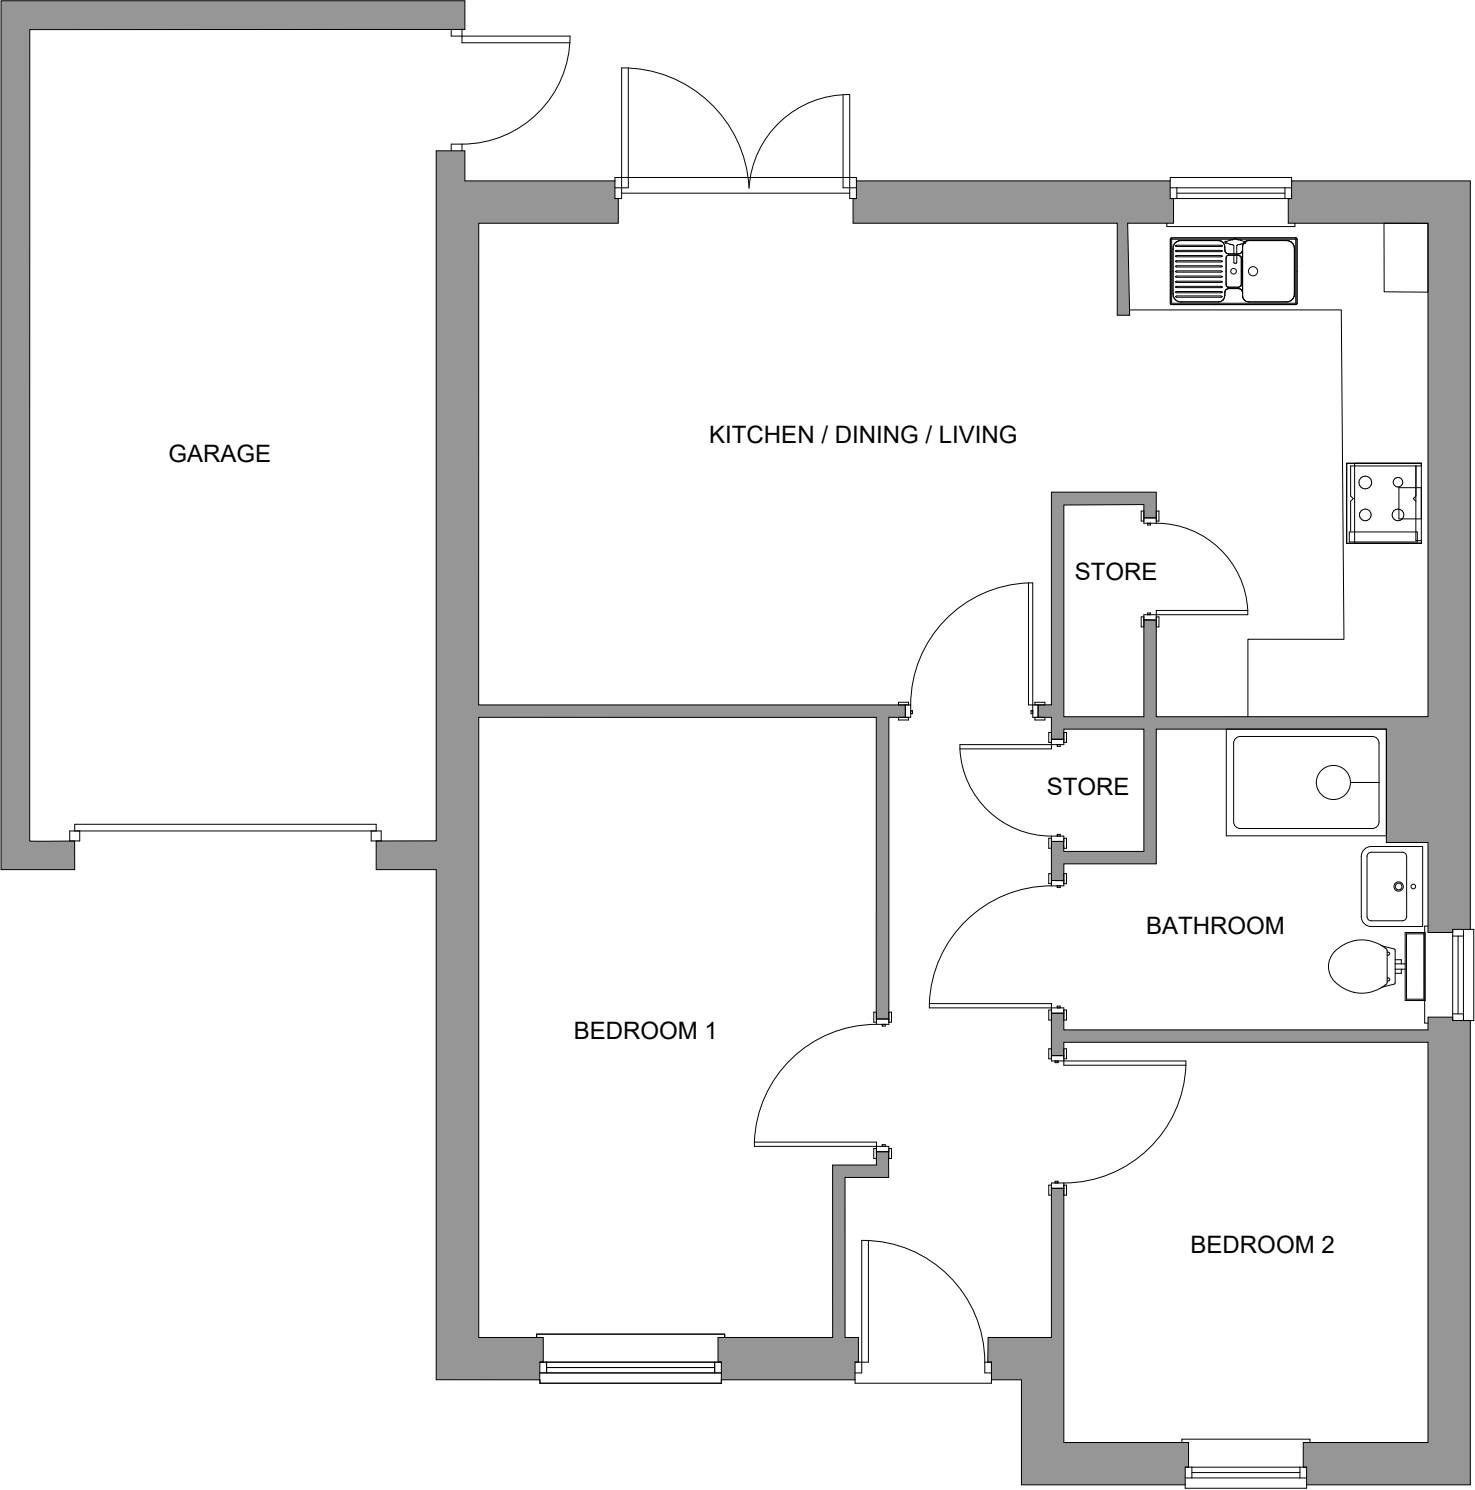 KITCHEN / DINING / LIVING
GARAGE
STORE
STORE
BATHROOM
BEDROOM 1
BEDROOM 2